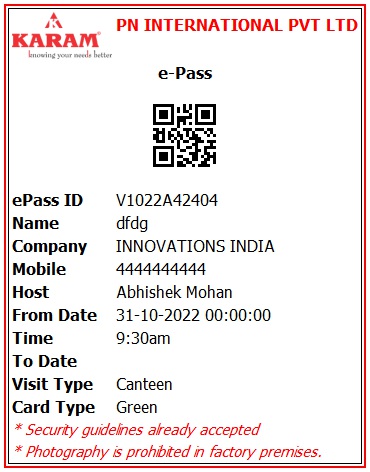 PN INTERNATIONAL PVT LTD
KARAM®
knowing your needs better
e-Pass
ePass ID V1022A42404
Name dfdg
Company INNOVATIONS INDIA
Mobile 4444444444
Host Abhishek Mohan
From Date 31-10-2022 00:00:00
Time 9:30am
To Date
Visit Type Canteen
Card Type Green
* Security guidelines already accepted
* Photography is prohibited in factory premises.